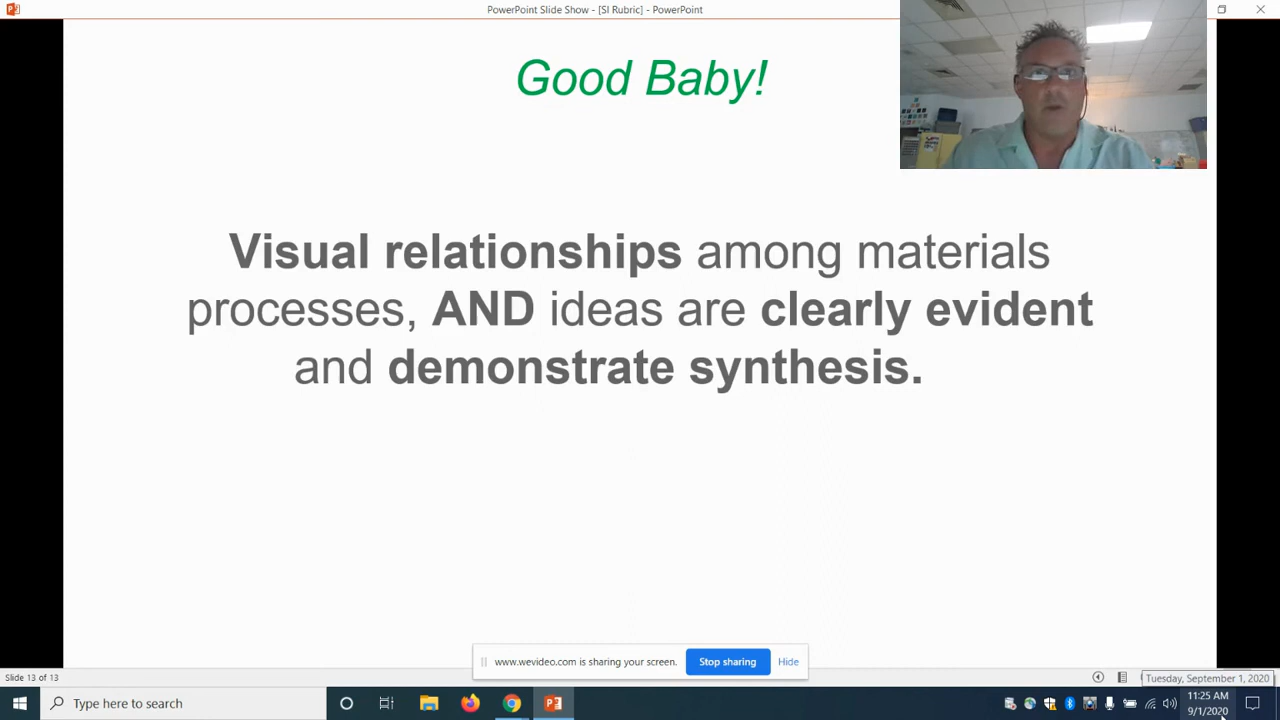 PowerPoint Slide Show - [SI Rubric] - PowerPoint
Good Baby!
Visual relationships among materials
processes, AND ideas are clearly evident
and demonstrate synthesis.
www.wevideo.com is sharing your screen.
Stop sharing
Hide
Slide 13 of 13
Tuesday, September 1, 2020
Type here to search
11:25 AM
9/1/2020